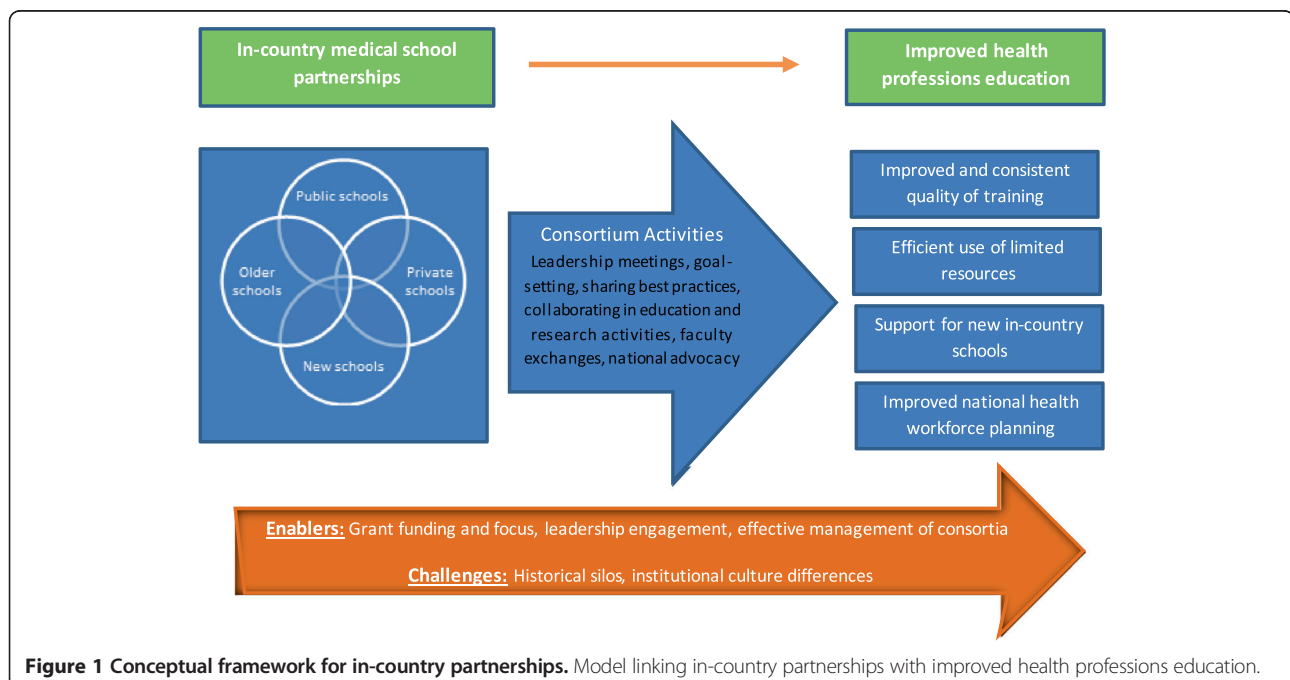 In-country medical school
partnerships
Improved health
professions education
Public schools
Older
schools
Private
schools
New schools
Consortium Activities
Leadership meetings, goal-
setting, sharing best practices,
collaborating in education and
research activities, faculty
exchanges, national advocacy
Improved and consistent
quality of training
Efficient use of limited
resources
Support for new in-country
schools
Improved national health
workforce planning
Enablers: Grant funding and focus, leadership engagement, effective management of consortia
Challenges: Historical silos, institutional culture differences
Figure 1 Conceptual framework for in-country partnerships. Model linking in-country partnerships with improved health professions education.